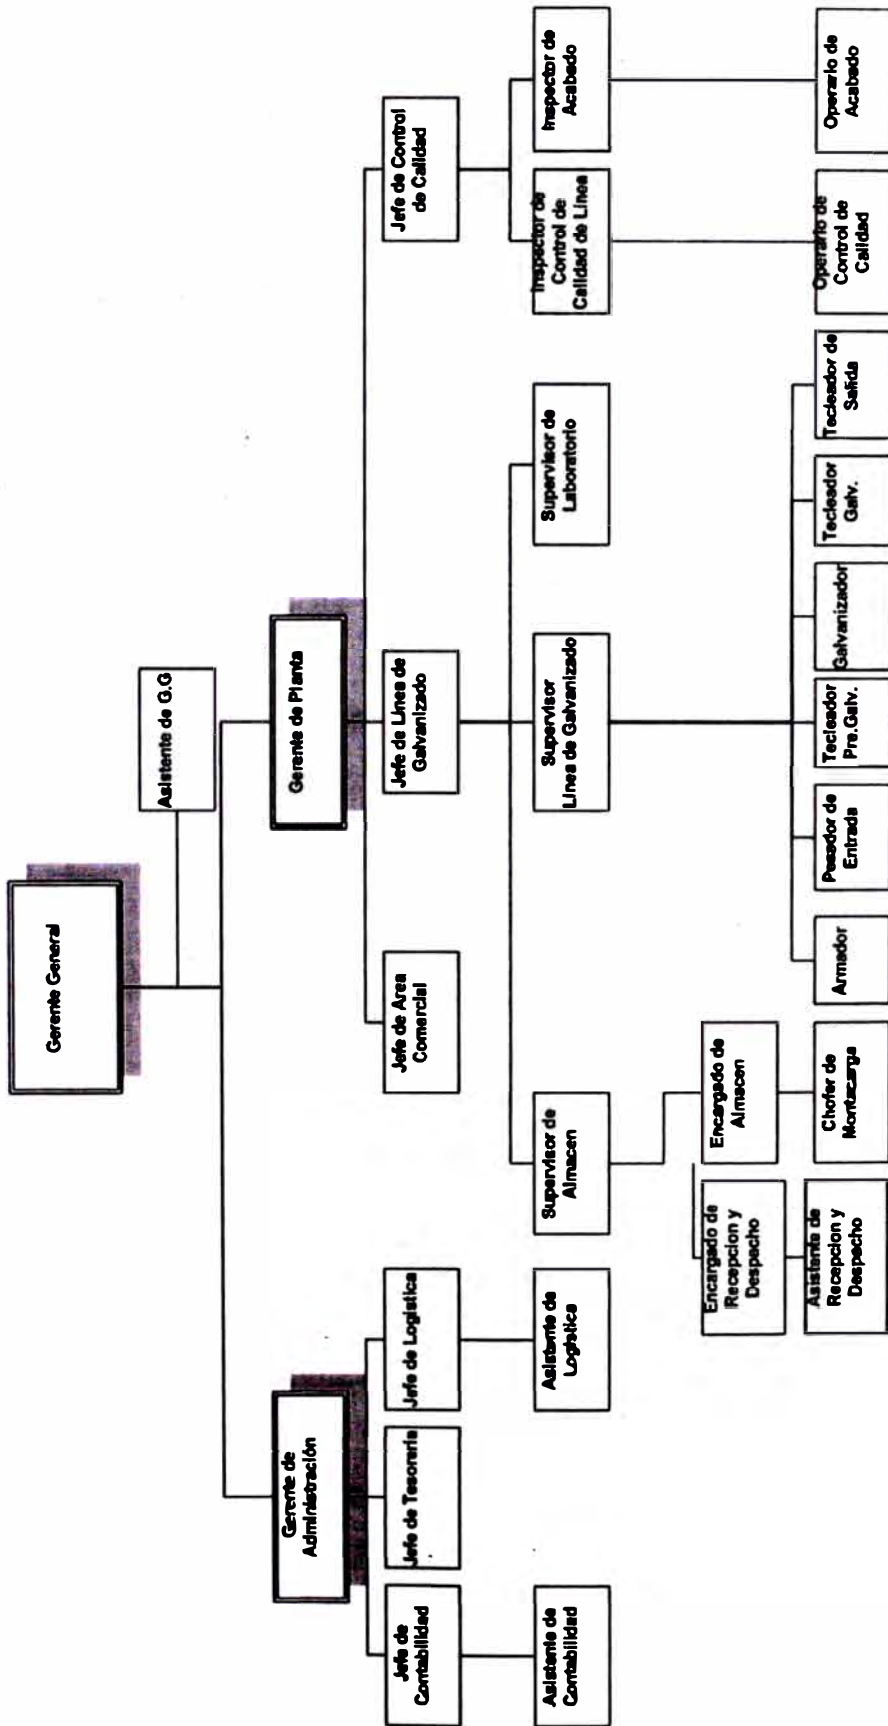 Gerente General
Asistente de G.G
Gerente de
Administración
Gerente de Planta
Jefe de
Contabilidad
Jefe de Tesorería
Jefe de Logística
Jefe de Area
Comercial
Jefe de Línea de
Galvanizado
Jefe de Control
de Calidad
Asistente de
Contabilidad
Asistente de
Logística
Supervisor de
Almacen
Supervisor
Línea de Galvanizado
Supervisor de
Laboratorio
Inspector de
Control de
Calidad de Línea
Inspector de
Acabado
Encargado de
Recepcion y
Despacho
Encargado de
Almacen
Asistente de
Recepcion y
Despacho
Chofer de
Montacarga
Armador
Pesador de
Entrada
Tecleador
Pre.Galv.
Galvanizador
Tecleador
Galv.
Tecleador de
Salida
Operario de
Control de
Calidad
Operario de
Acabado